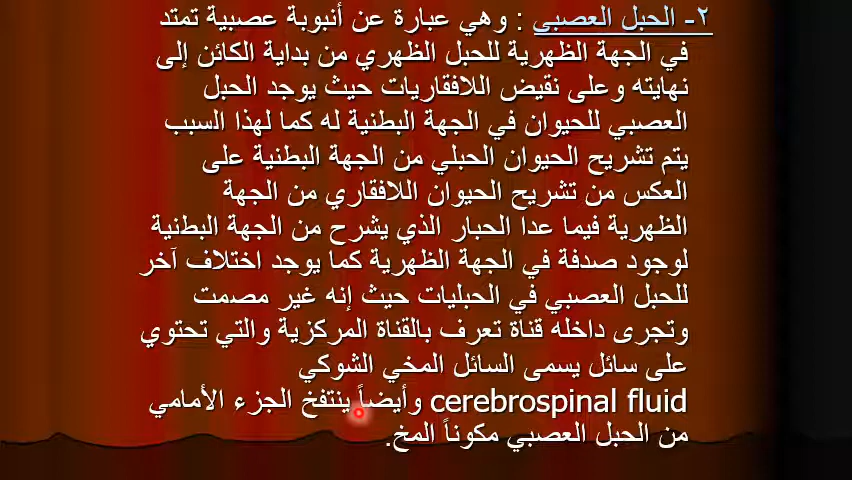 ٢- الحبل العصبي : وهي عبارة عن أنبوبة عصبية تمتد
في الجهة الظهرية للحبل الظهري من بداية الكائن إلى
نهايته وعلى نقيض اللافقاريات حيث يوجد الحبل
العصبي للحيوان في الجهة البطنية له كما لهذا السبب
يتم تشريح الحيوان الحبلي من الجهة البطنية على
العكس من تشريح الحيوان اللافقاري من الجهة
الظهرية فيما عدا الحبار الذي يشرح من الجهة البطنية
لوجود صدفة في الجهة الظهرية كما يوجد اختلاف آخر
للحبل العصبي في الحبليات حيث إنه غير مصمت
وتجرى داخله قناة تعرف بالقناة المركزية والتي تحتوي
على سائل يسمى السائل المخي الشوكي
cerebrospinal fluid وأيضاً ينتفخ الجزء الأمامي
من الحبل العصبي مكوناً المخ.